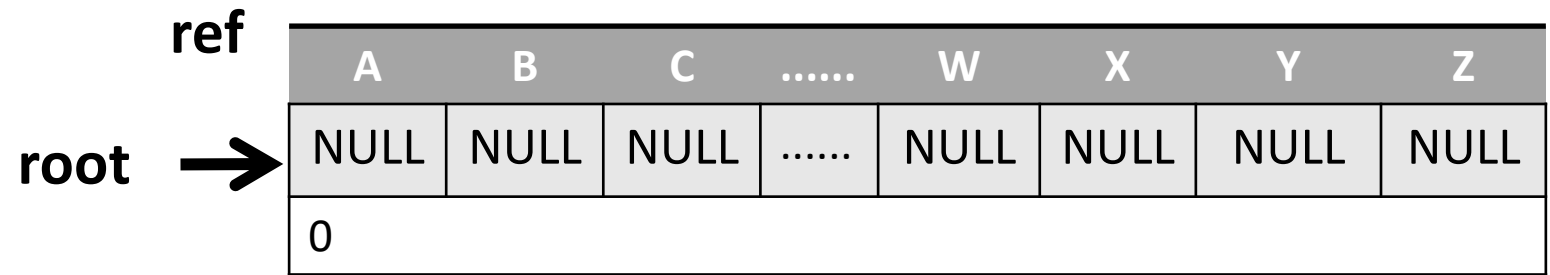 ref
A B C ...... W X Y Z
root NULL NULL NULL ...... NULL NULL NULL NULL
0